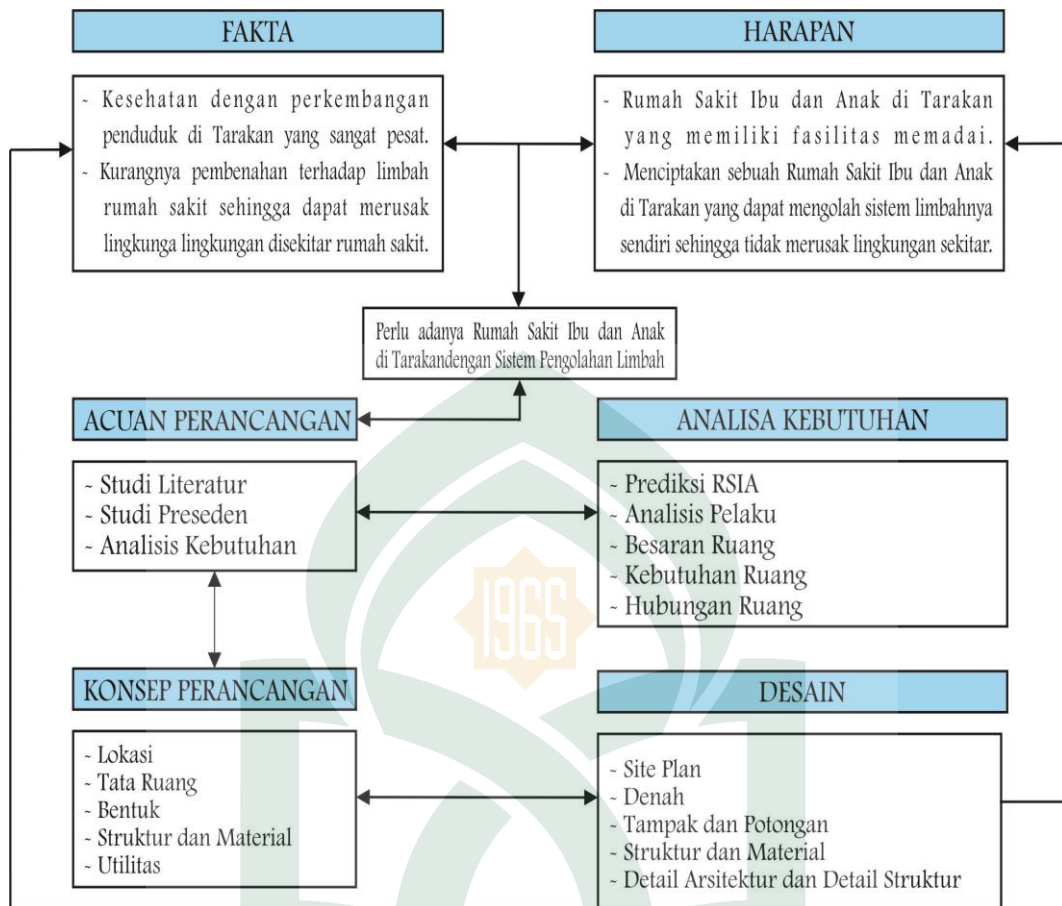 FAKTA
- Kesehatan dengan perkembangan
penduduk di Tarakan yang sangat pesat.
- Kurangnya pembenahan terhadap limbah
rumah sakit sehingga dapat merusak
lingkunga lingkungan disekitar rumah sakit.
HARAPAN
- Rumah Sakit Ibu dan Anak di Tarakan
yang memiliki fasilitas memadai.
- Menciptakan sebuah Rumah Sakit Ibu dan Anak
di Tarakan yang dapat mengolah sistem limbahnya
sendiri sehingga tidak merusak lingkungan sekitar.
Perlu adanya Rumah Sakit Ibu dan Anak
di Tarakandengan Sistem Pengolahan Limbah
ACUAN PERANCANGAN
- Studi Literatur
- Studi Preseden
- Analisis Kebutuhan
ANALISA KEBUTUHAN
- Prediksi RSIA
- Analisis Pelaku
- Besaran Ruang
- Kebutuhan Ruang
- Hubungan Ruang
1965
KONSEP PERANCANGAN
- Lokasi
- Tata Ruang
- Bentuk
- Struktur dan Material
- Utilitas
DESAIN
- Site Plan
- Denah
- Tampak dan Potongan
- Struktur dan Material
- Detail Arsitektur dan Detail Struktur